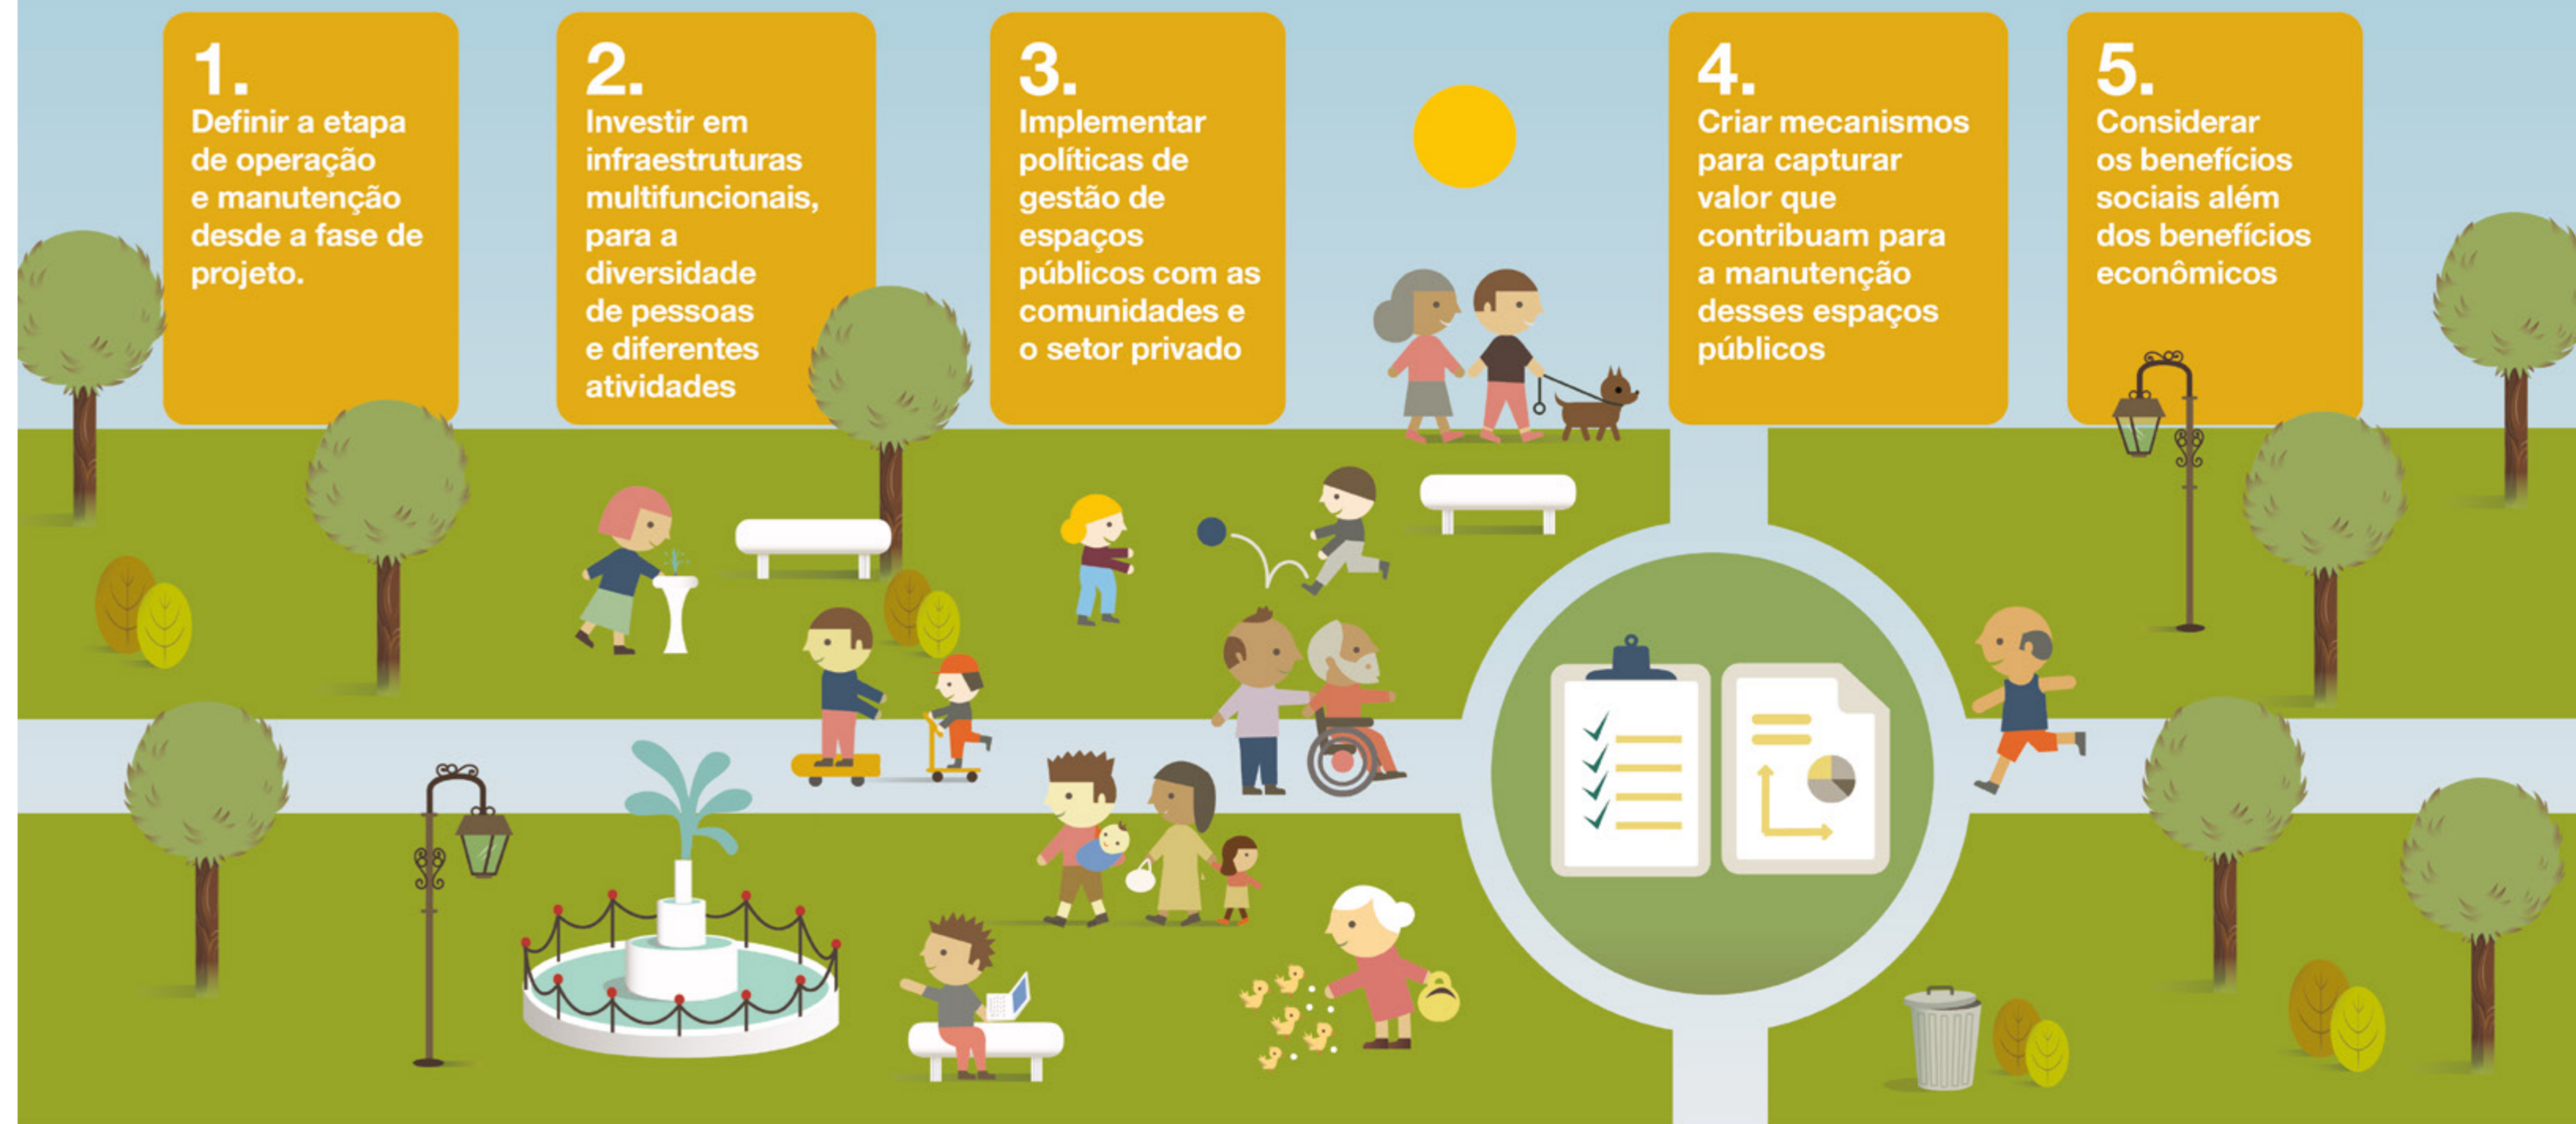 1.
Definir a etapa
de operação
e manutenção
desde a fase de
projeto.
2.
Investir em
infraestruturas
multifuncionais,
para a
diversidade
de pessoas
e diferentes
atividades
3.
Implementar
políticas de
gestão de
espaços
públicos com as
comunidades e
o setor privado
4.
Criar mecanismos
para capturar
valor que
contribuam para
a manutenção
desses espaços
públicos
5.
Considerar
os benefícios
sociais além
dos benefícios
econômicos